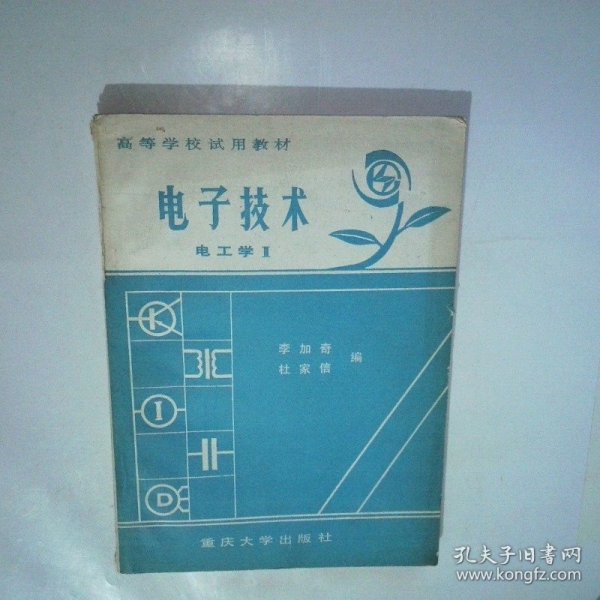 高等学校试用教材
电子技术
电工学 I
李加奇
杜家信
编
K
I
D
重庆大学出版社
孔夫子旧书网
www.kongfz.com